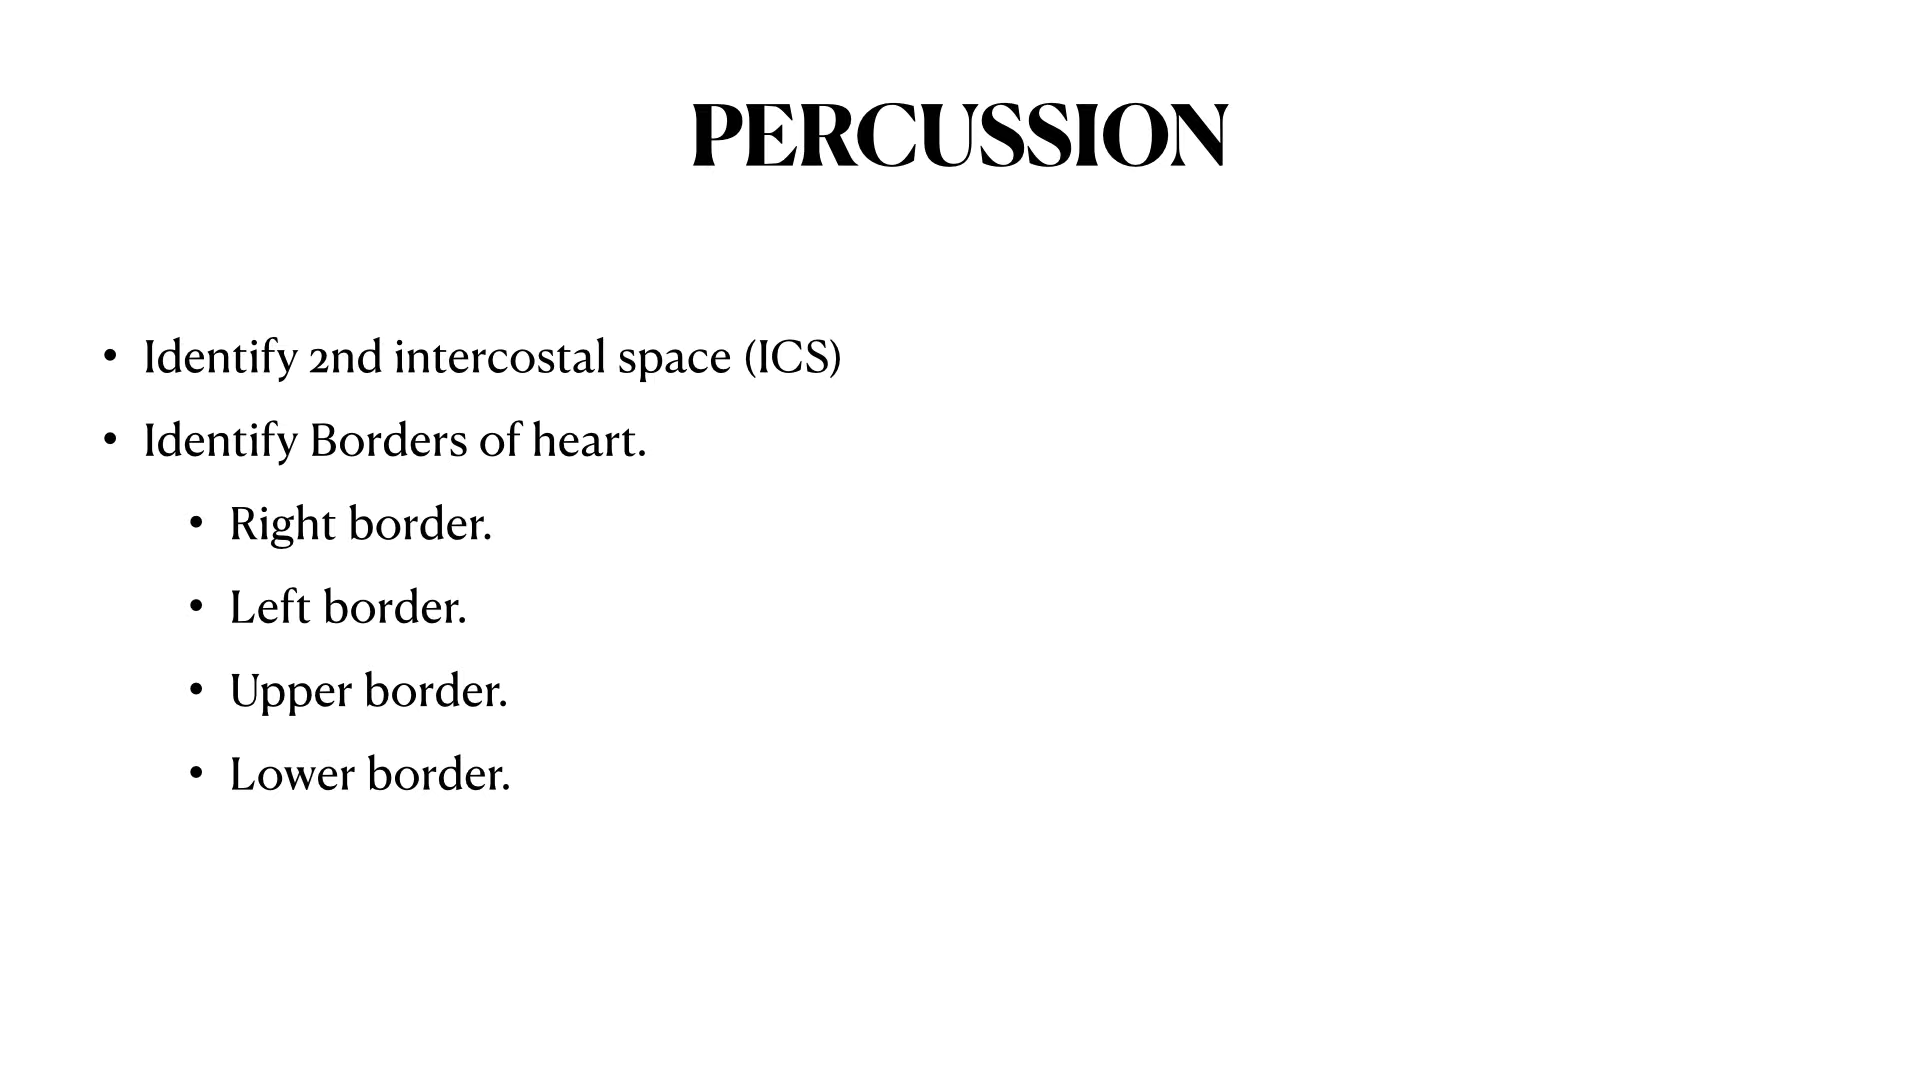 PERCUSSION
• Identify 2nd intercostal space (ICS)
• Identify Borders of heart.
• Right border.
• Left border.
• Upper border.
• Lower border.